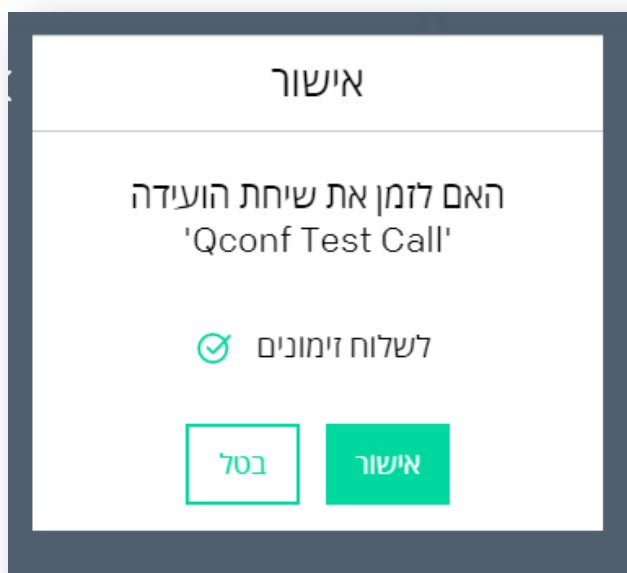 אישור
האם לזמן את שיחת הועידה
'Qconf Test Call'
לשלוח זימונים
אישור
בטל